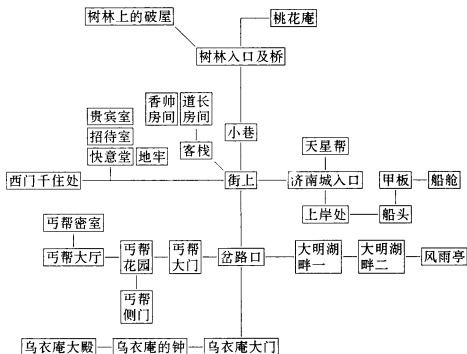 树林上的破屋
桃花庵
树林入口及桥
香帅
房间
道长
房间
贵宾室
招待室
快意堂
地牢
客栈
小巷
天星帮
西门千住处
街上
济南城入口
甲板
船舱
上岸处
船头
丐帮密室
丐帮大厅
丐帮
花园
丐帮
大门
岔路口
大明湖
畔一
大明湖
畔二
风雨亭
丐帮
侧门
乌衣庵大殿
乌衣庵的钟
乌衣庵大门